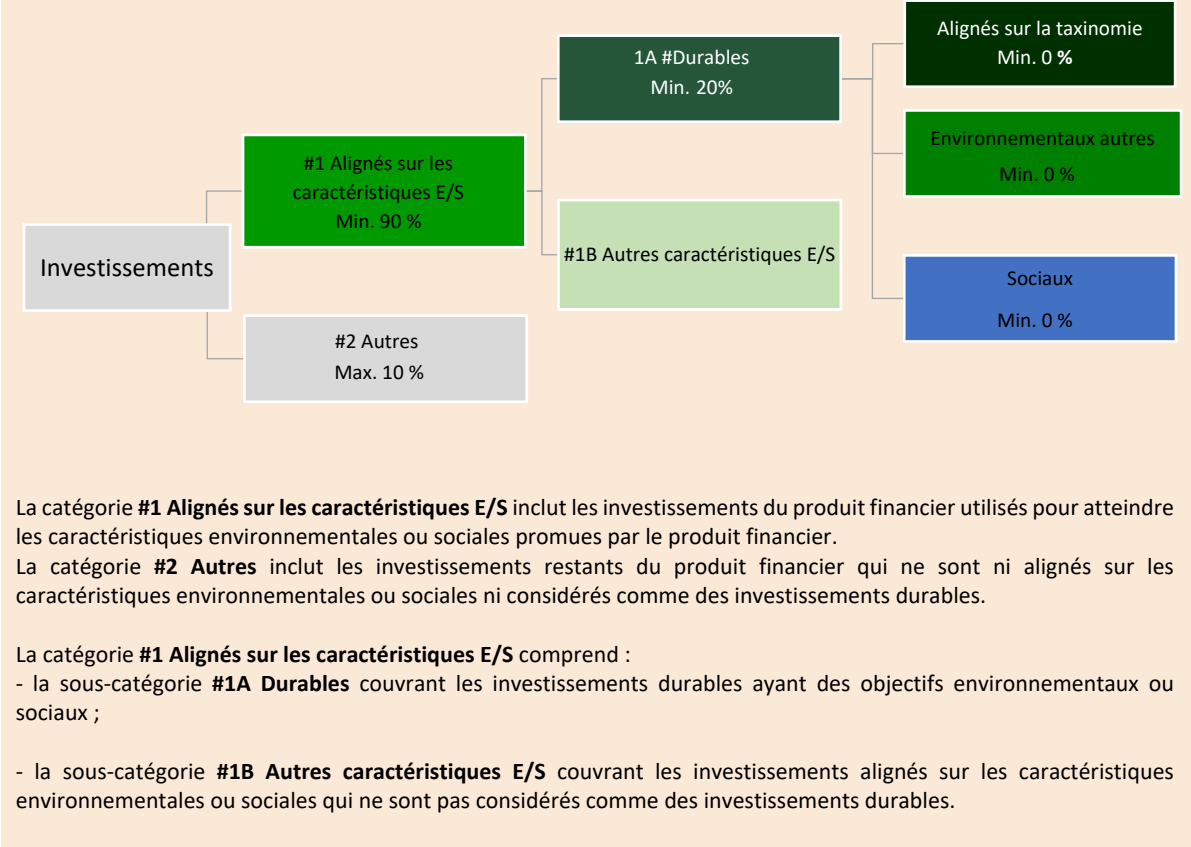 Alignés sur la taxinomie
Min. 0 %
1A #Durables
Min. 20%
Environnementaux autres
Min. 0 %
#1 Alignés sur les
caractéristiques E/S
Min. 90 %
#1B Autres caractéristiques E/S
Investissements
Sociaux
Min. 0 %
#2 Autres
Max. 10 %
La catégorie #1 Alignés sur les caractéristiques E/S inclut les investissements du produit financier utilisés pour atteindre
les caractéristiques environnementales ou sociales promues par le produit financier.
La catégorie #2 Autres inclut les investissements restants du produit financier qui ne sont ni alignés sur les
caractéristiques environnementales ou sociales ni considérés comme des investissements durables.
La catégorie #1 Alignés sur les caractéristiques E/S comprend :
- la sous-catégorie #1A Durables couvrant les investissements durables ayant des objectifs environnementaux ou
sociaux ;
- la sous-catégorie #1B Autres caractéristiques E/S couvrant les investissements alignés sur les caractéristiques
environnementales ou sociales qui ne sont pas considérés comme des investissements durables.